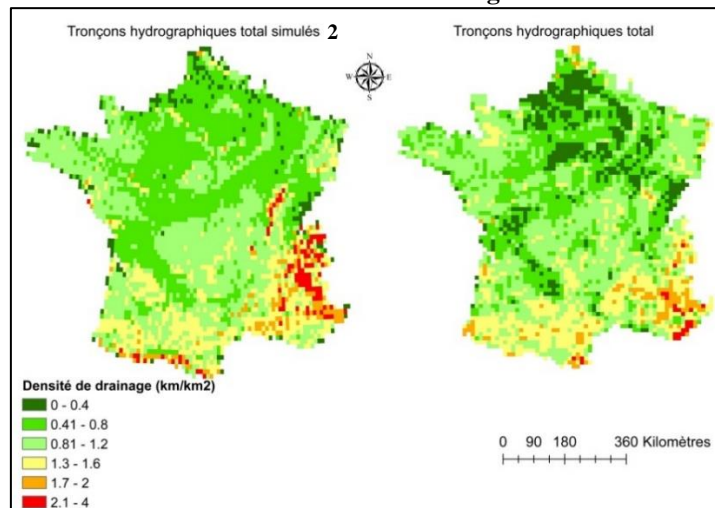 Tronçons hydrographiques total simulés 2
Tronçons hydrographiques total
N
W E
S
Densité de drainage (km/km2)
0 - 0.4
0.41 - 0.8
0.81 - 1.2
1.3 - 1.6
1.7 - 2
2.1 - 4
0 90 180 360 Kilomètres